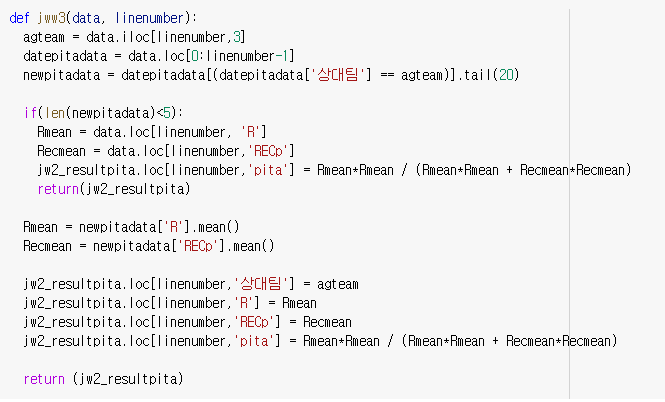 def jww3(data, linenumber):
  agteam = data.iloc[linenumber,3]
  datepitadata = data.loc[0:linenumber-1]
  newpitadata = datepitadata[(datepitadata['상대팀'] == agteam)].tail(20)

  if(len(newpitadata)<5):
    Rmean = data.loc[linenumber, 'R']
    Recmean = data.loc[linenumber,'RECp']
    jw2_resultpita.loc[linenumber,'pita'] = Rmean*Rmean / (Rmean*Rmean + Recmean*Recmean)
    return(jw2_resultpita)

  Rmean = newpitadata['R'].mean()
  Recmean = newpitadata['RECp'].mean()

  jw2_resultpita.loc[linenumber,'상대팀'] = agteam
  jw2_resultpita.loc[linenumber,'R'] = Rmean
  jw2_resultpita.loc[linenumber,'RECp'] = Recmean
  jw2_resultpita.loc[linenumber,'pita'] = Rmean*Rmean / (Rmean*Rmean + Recmean*Recmean)

  return (jw2_resultpita)